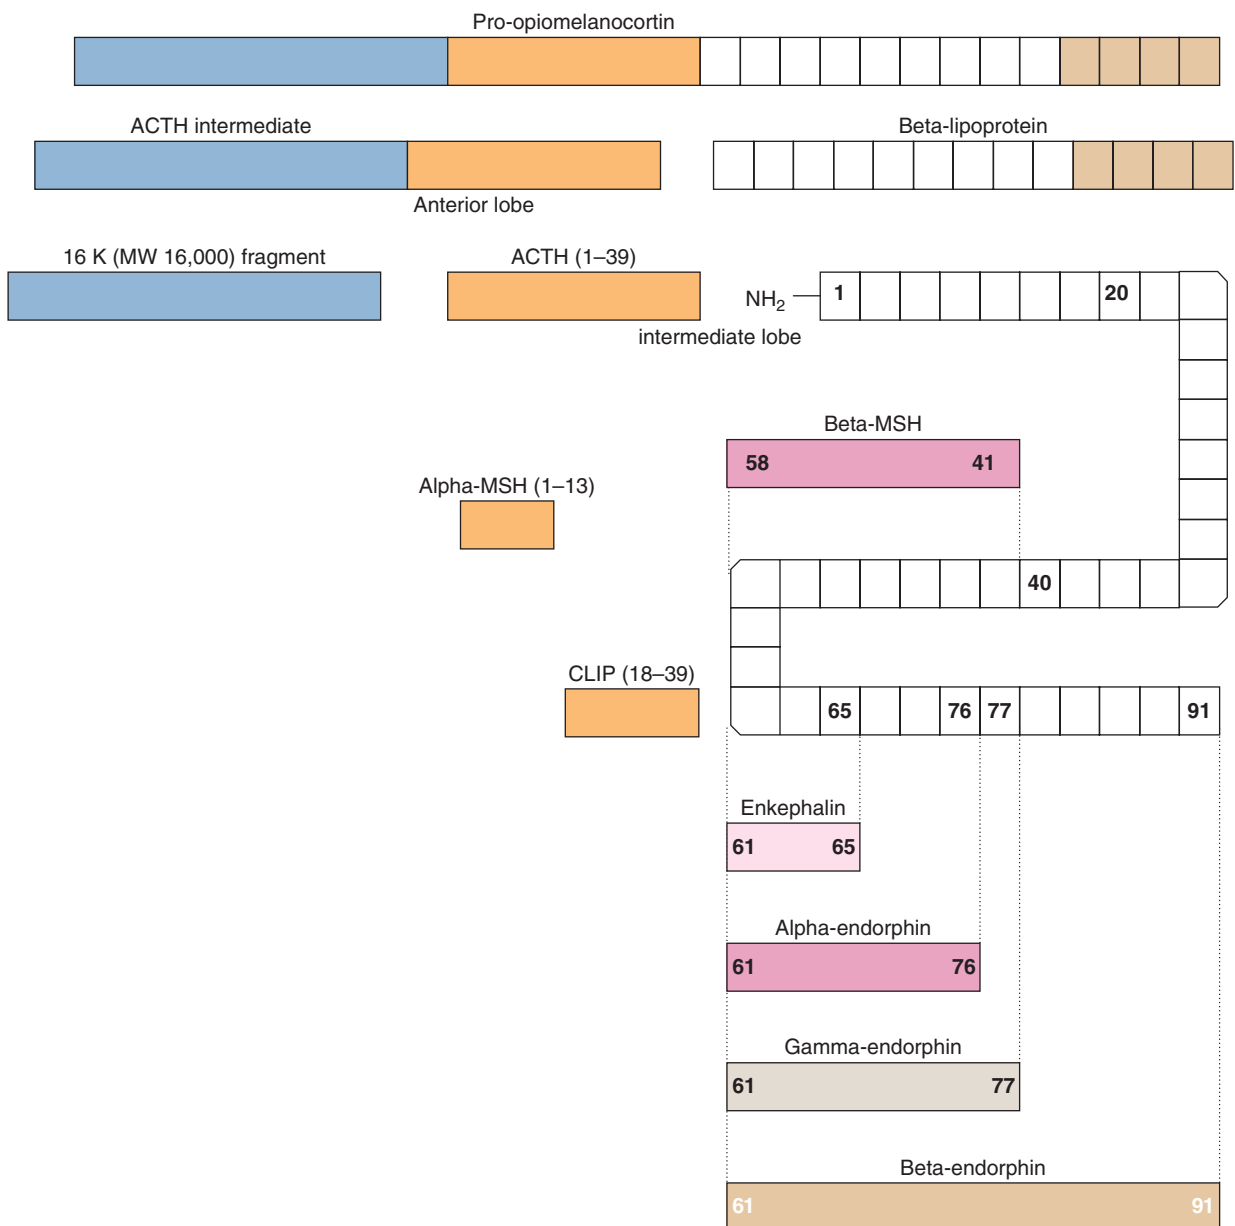 Pro-opiomelanocortin
ACTH intermediate
Beta-lipoprotein
Anterior lobe
16 K (MW 16,000) fragment
ACTH (1–39)
NH2
1
20
intermediate lobe
Beta-MSH
58
41
Alpha-MSH (1–13)
40
CLIP (18–39)
65
76
77
91
Enkephalin
61
65
Alpha-endorphin
61
76
Gamma-endorphin
61
77
Beta-endorphin
61
91